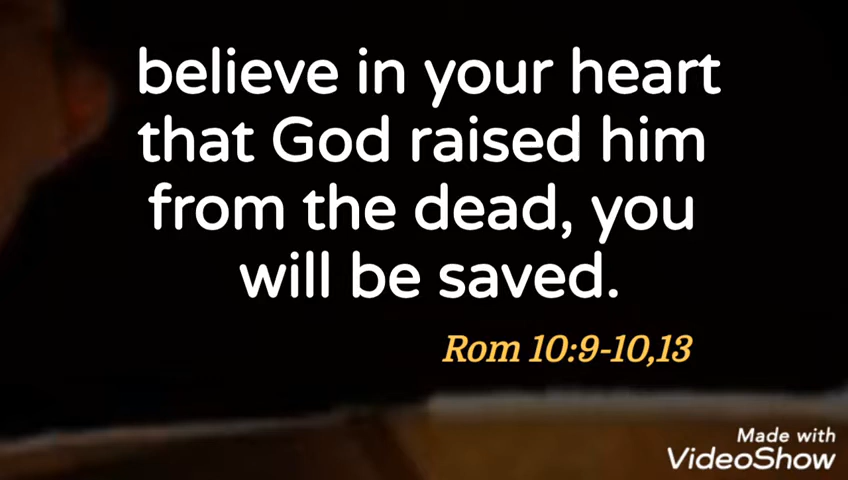 believe in your heart
that God raised him
from the dead, you
will be saved.
Rom 10:9-10,13
Made with
VideoShow